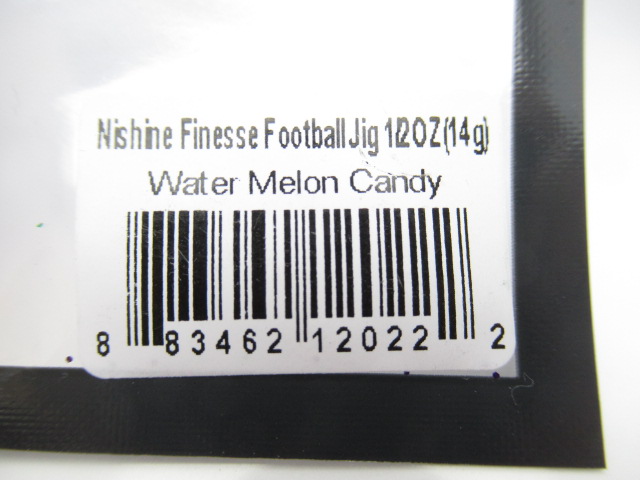 Nishine Finesse Football Jig 1/2OZ(14g)
Water Melon Candy
8 83462 12022 2